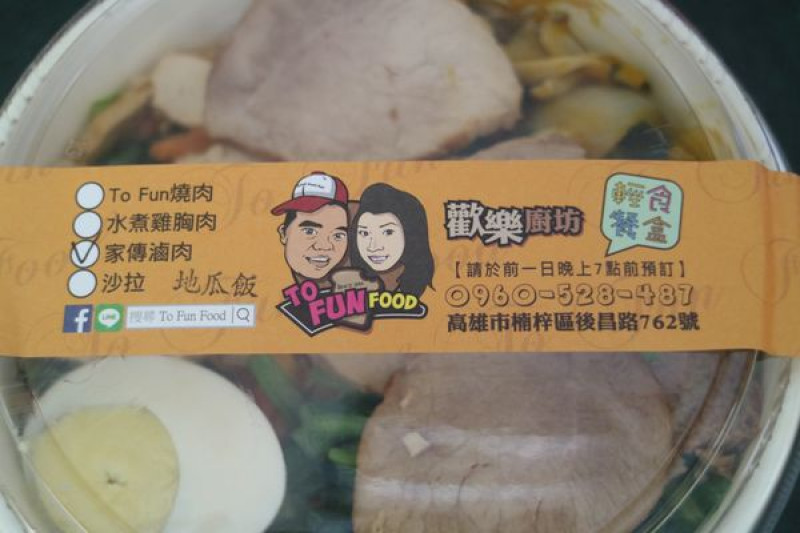 To Fun燒肉
水煮雞胸肉
家傳滷肉
沙拉 地瓜飯
LINE 搜尋 To Fun Food
TO FUN FOOD
歡樂廚坊
輕食餐盒
【請於前一日晚上7點前預訂】
0960-528-487
高雄市楠梓區後昌路762號